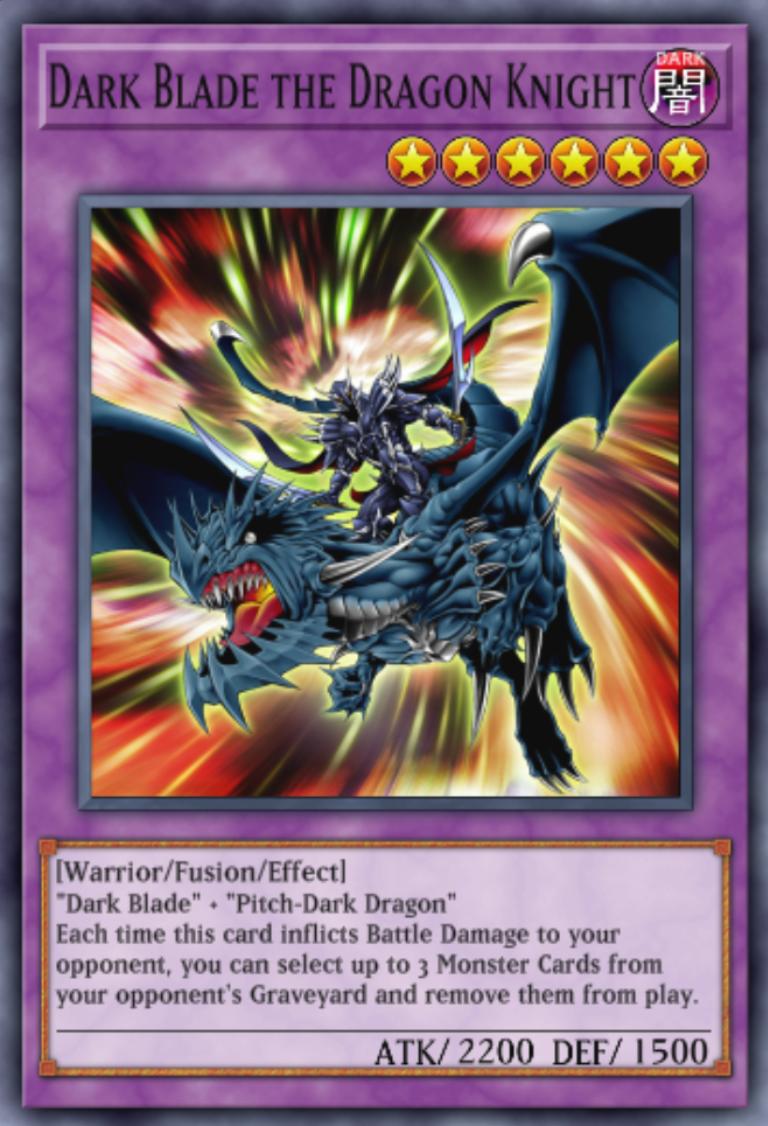 Dark Blade the Dragon Knight
DARK
闇
[Warrior/Fusion/Effect]
"Dark Blade" + "Pitch-Dark Dragon"
Each time this card inflicts Battle Damage to your
opponent, you can select up to 3 Monster Cards from
your opponent's Graveyard and remove them from play.
ATK/ 2200 DEF/ 1500